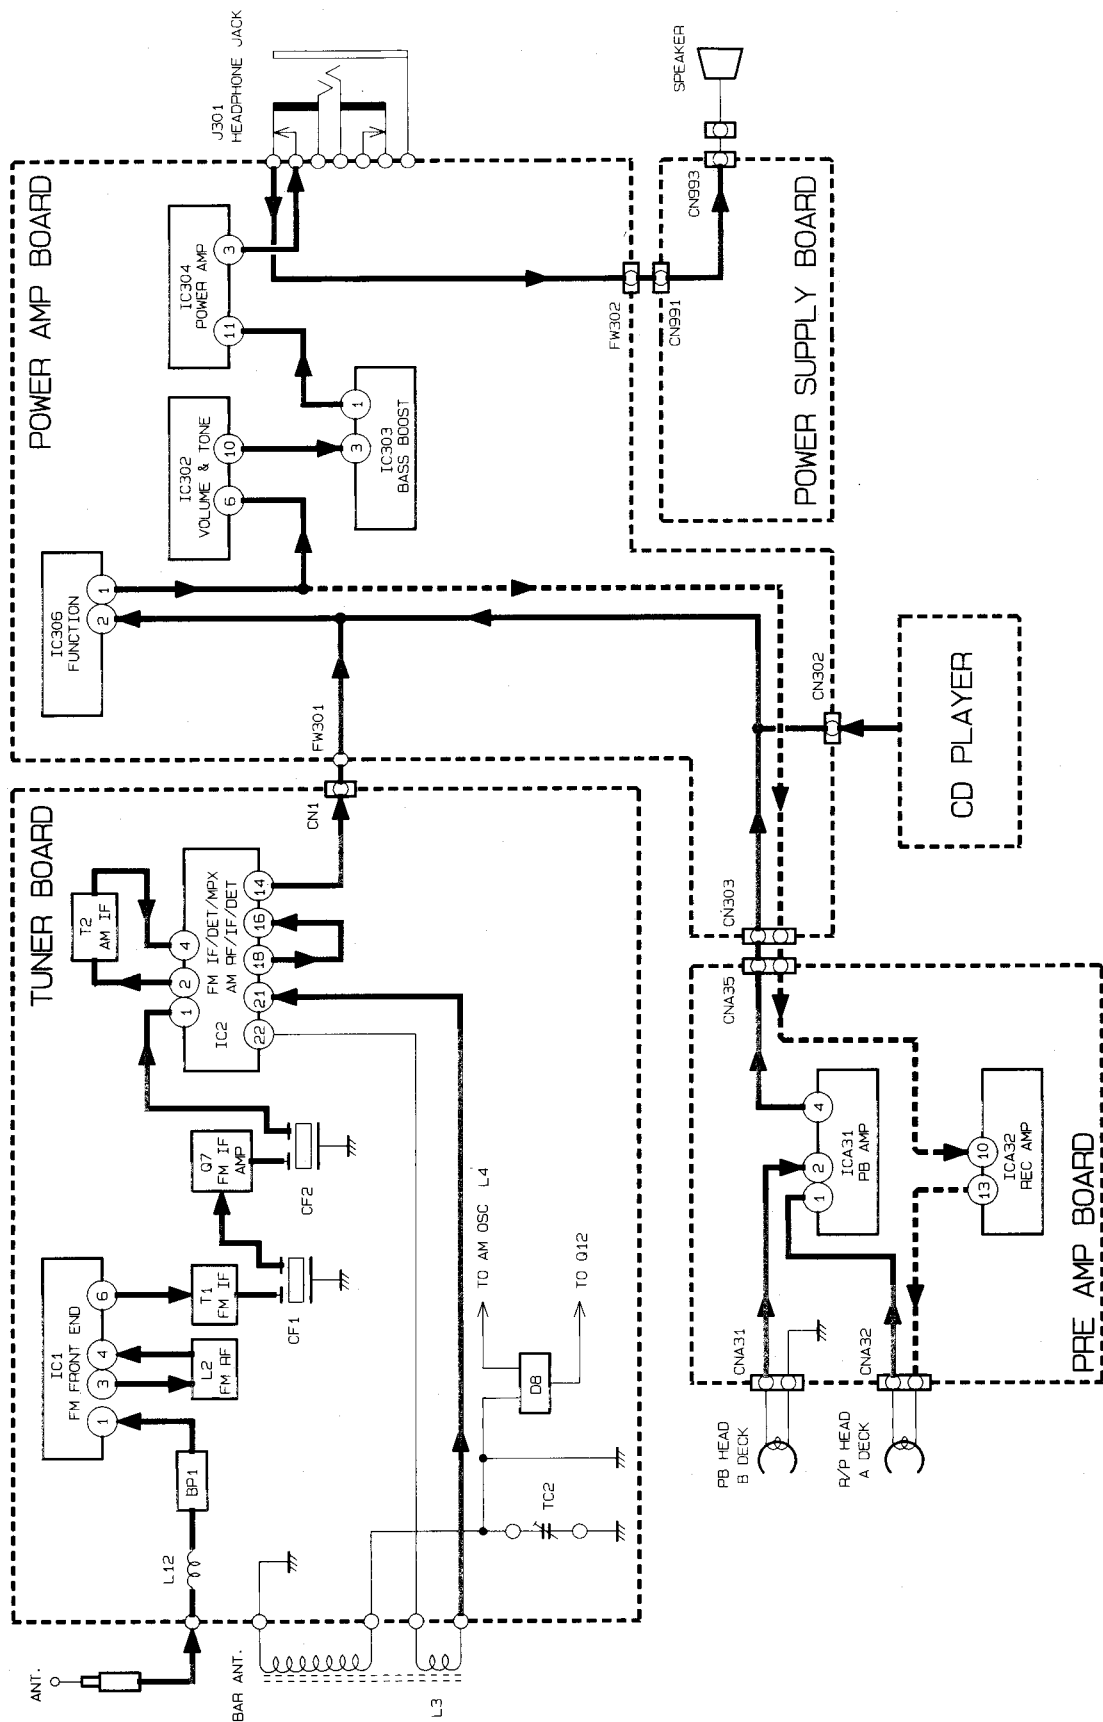 TUNER BOARD
ANT.
L12
BP1
IC1
FM FRONT END
1
3
4
6
L2
FM RF
T1
FM IF
CF1
Q7
FM IF
AMP
CF2
T2
AM IF
1
2
4
IC2
FM IF/DET/MPX
AM RF/IF/DET
22
21
18
16
14
CN1
BAR ANT.
L3
TC2
D8
TO AM OSC L4
TO Q12
POWER AMP BOARD
FW301
IC306
FUNCTION
2
1
IC302
VOLUME & TONE
6
10
IC303
BASS BOOST
3
1
IC304
POWER AMP
11
3
J301
HEADPHONE JACK
FW302
CN991
CN993
SPEAKER
POWER SUPPLY BOARD
CN303
CN302
CD PLAYER
PRE AMP BOARD
CNA35
PB HEAD
B DECK
CNA31
R/P HEAD
A DECK
CNA32
1
2
4
ICA31
PB AMP
13
10
ICA32
REC AMP